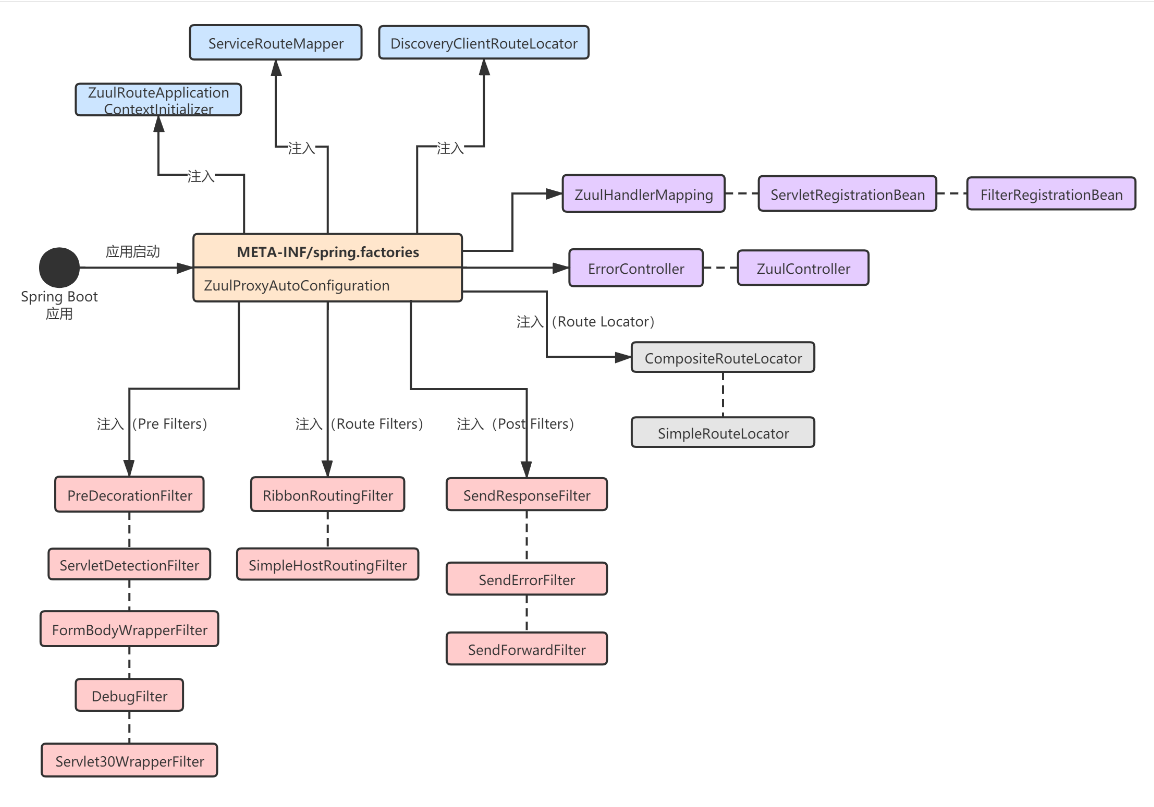 ServiceRouteMapper
DiscoveryClientRouteLocator
ZuulRouteApplication
ContextInitializer
注入
注入
注入
ZuulHandlerMapping
ServletRegistrationBean
FilterRegistrationBean
应用启动
META-INF/spring.factories
ZuulProxyAutoConfiguration
ErrorController
ZuulController
Spring Boot
应用
注入（Route Locator）
CompositeRouteLocator
SimpleRouteLocator
注入（Pre Filters）
注入（Route Filters）
注入（Post Filters）
PreDecorationFilter
RibbonRoutingFilter
SendResponseFilter
ServletDetectionFilter
SimpleHostRoutingFilter
SendErrorFilter
FormBodyWrapperFilter
SendForwardFilter
DebugFilter
Servlet30WrapperFilter